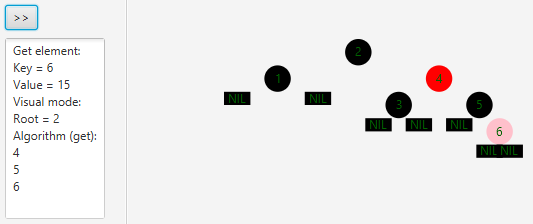 >>
Get element:
Key = 6
Value = 15
Visual mode:
Root = 2
Algorithm (get):
4
5
6
2
1
4
NIL
NIL
3
5
NIL
NIL
NIL
6
NIL
NIL